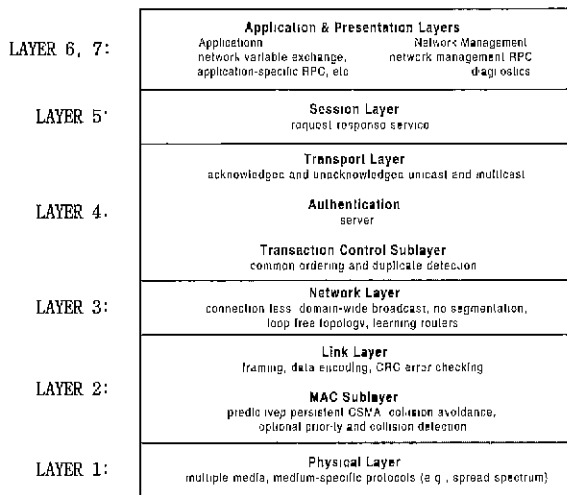 Application & Presentation Layers
LAYER 6, 7:
Applicationn
network variable exchange,
application-specific RPC, etc
Network Management
network management RPC
diagnostics
LAYER 5:
Session Layer
request response service
LAYER 4.
Transport Layer
acknowledged and unacknowledged unicast and multicast
Authentication
server
Transaction Control Sublayer
common ordering and duplicate detection
LAYER 3:
Network Layer
connection less domain-wide broadcast, no segmentation,
loop free topology, learning routers
LAYER 2:
Link Layer
framing, data encoding, CRC error checking
MAC Sublayer
persistent CSMA collision avoidance,
optional priority and collision detection
LAYER 1:
Physical Layer
multiple media, medium-specific protocols (e g , spread spectrum)